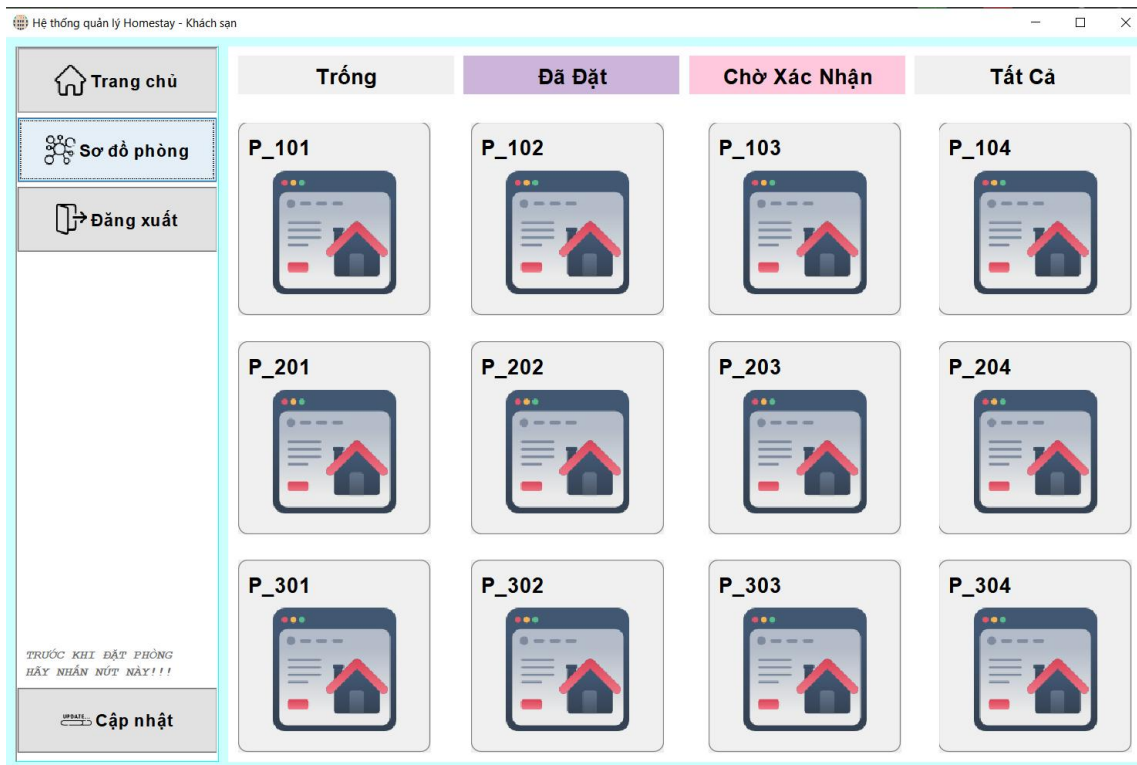 Hệ thống quản lý Homestay - Khách sạn
Trang chủ
Sơ đồ phòng
Đăng xuất
TRƯỚC KHI ĐẶT PHÒNG
HÃY NHẤN NÚT NÀY!!!
UPDATE...
Cập nhật
Trống
Đã Đặt
Chờ Xác Nhận
Tất Cả
P_101
P_102
P_103
P_104
P_201
P_202
P_203
P_204
P_301
P_302
P_303
P_304